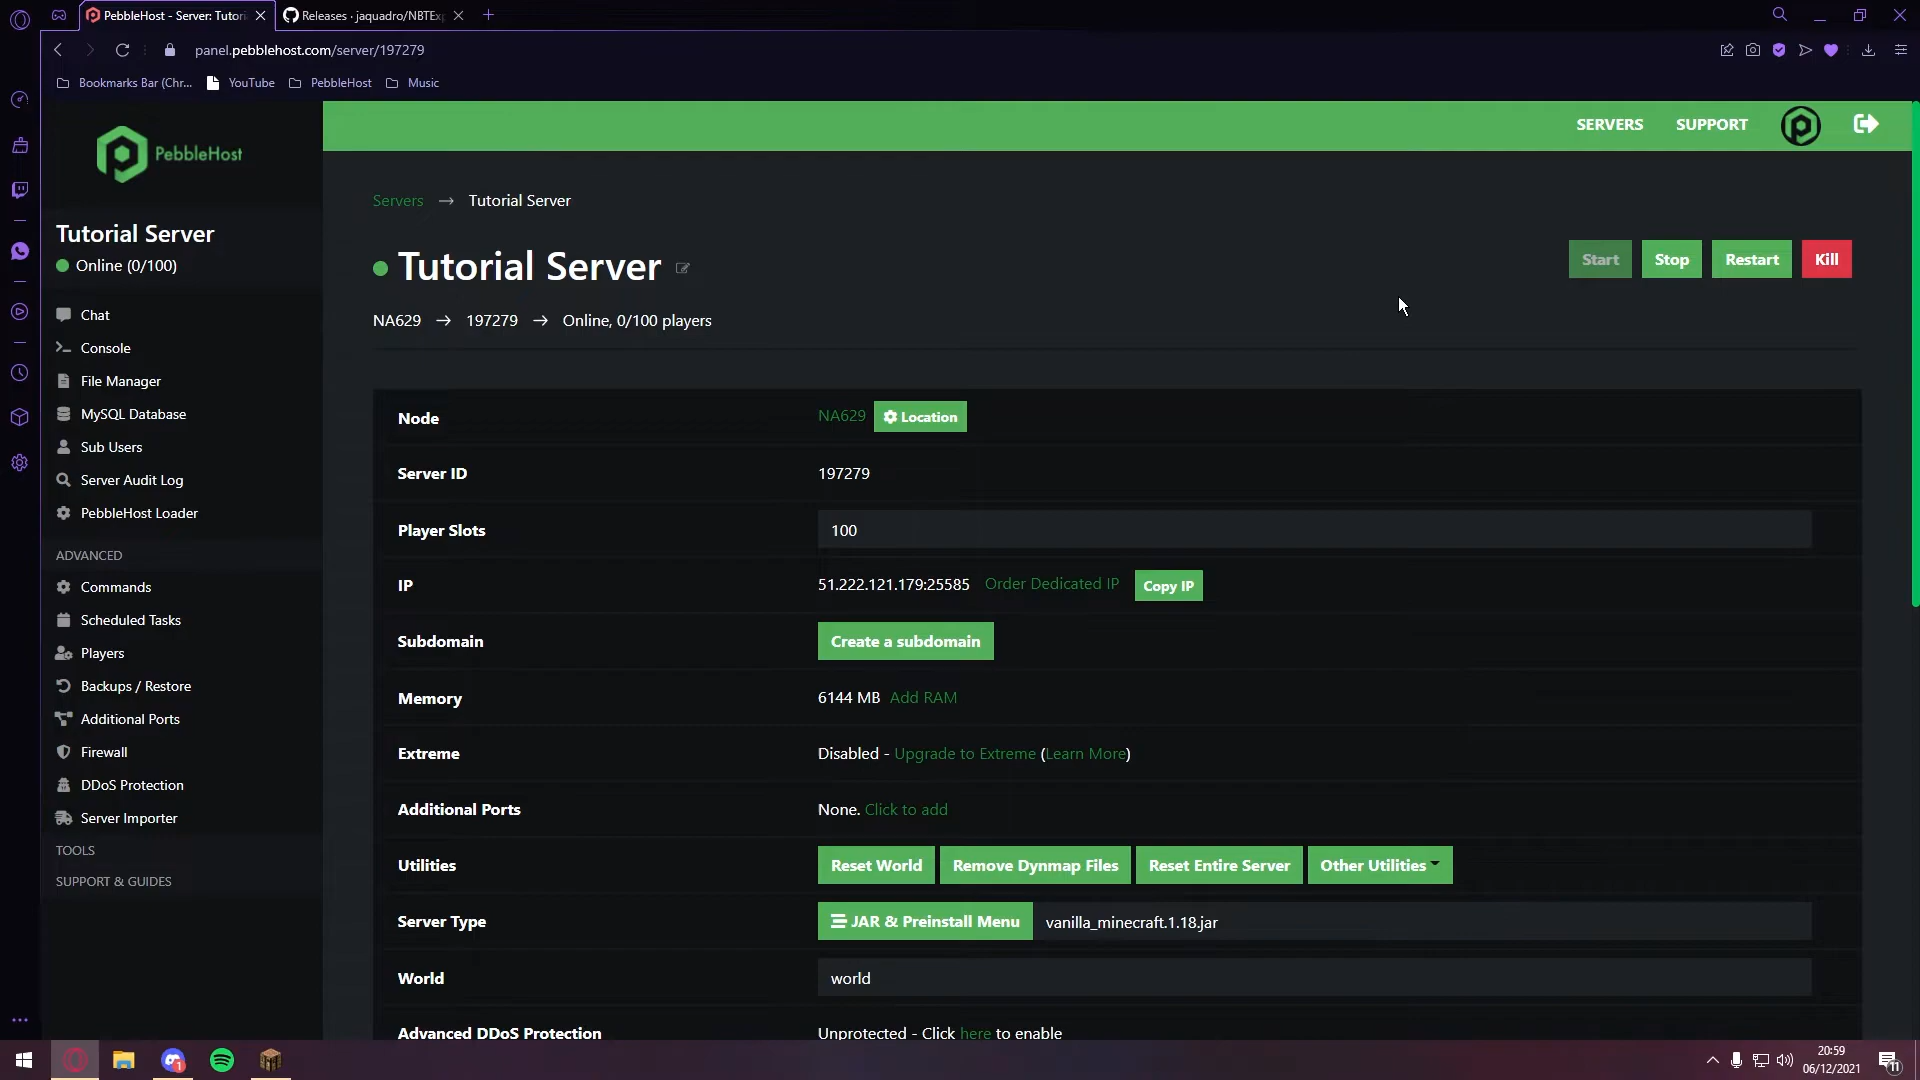 PebbleHost - Server: Tutori
Releases · jaquadro/NBTExp
panel.pebblehost.com/server/197279
Bookmarks Bar (Chr...
YouTube
PebbleHost
Music
PebbleHost
SERVERS
SUPPORT
Tutorial Server
Online (0/100)
Chat
Console
File Manager
MySQL Database
Sub Users
Server Audit Log
PebbleHost Loader
ADVANCED
Commands
Scheduled Tasks
Players
Backups / Restore
Additional Ports
Firewall
DDoS Protection
Server Importer
TOOLS
SUPPORT & GUIDES
Servers → Tutorial Server
Tutorial Server
Start
Stop
Restart
Kill
NA629 → 197279 → Online, 0/100 players
Node NA629 Location
Server ID 197279
Player Slots 100
IP 51.222.121.179:25585 Order Dedicated IP Copy IP
Subdomain Create a subdomain
Memory 6144 MB Add RAM
Extreme Disabled - Upgrade to Extreme (Learn More)
Additional Ports None. Click to add
Utilities Reset World Remove Dynmap Files Reset Entire Server Other Utilities
Server Type JAR & Preinstall Menu vanilla_minecraft.1.18.jar
World world
Advanced DDoS Protection Unprotected - Click here to enable
1
20:59
06/12/2021
11